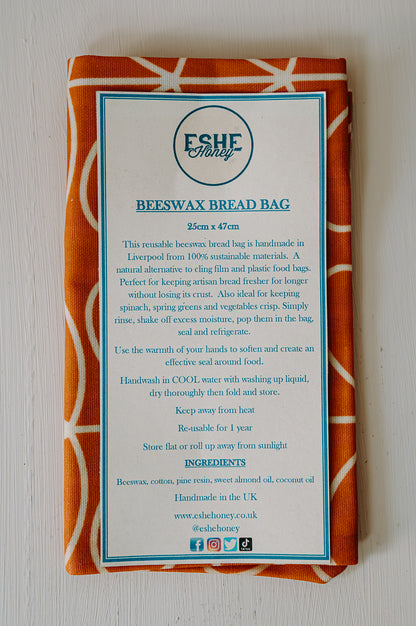 ESHE
Honey
BEESWAX BREAD BAG
25cm x 47cm
This reusable beeswax bread bag is handmade in
Liverpool from 100% sustainable materials. A
natural alternative to cling film and plastic food bags.
Perfect for keeping artisan bread fresher for longer
without losing its crust. Also ideal for keeping
spinach, spring greens and vegetables crisp. Simply
rinse, shake off excess moisture, pop them in the bag,
seal and refrigerate.
Use the warmth of your hands to soften and create an
effective seal around food.
Handwash in COOL water with washing up liquid,
dry thoroughly then fold and store.
Keep away from heat
Re-usable for 1 year
Store flat or roll up away from sunlight
INGREDIENTS
Beeswax, cotton, pine resin, sweet almond oil, coconut oil
Handmade in the UK
www.eshehoney.co.uk
@eshehoney